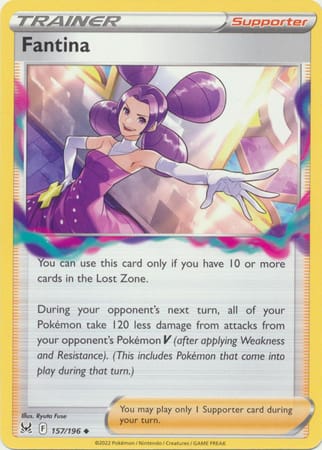 TRAINER Supporter
Fantina
You can use this card only if you have 10 or more
cards in the Lost Zone.
During your opponent's next turn, all of your
Pokémon take 120 less damage from attacks from
your opponent's Pokémon V (after applying Weakness
and Resistance). (This includes Pokémon that come into
play during that turn.)
Illus. Ryuta Fuse
You may play only 1 Supporter card during
your turn.
F 157/196
©2022 Pokémon / Nintendo / Creatures / GAME FREAK